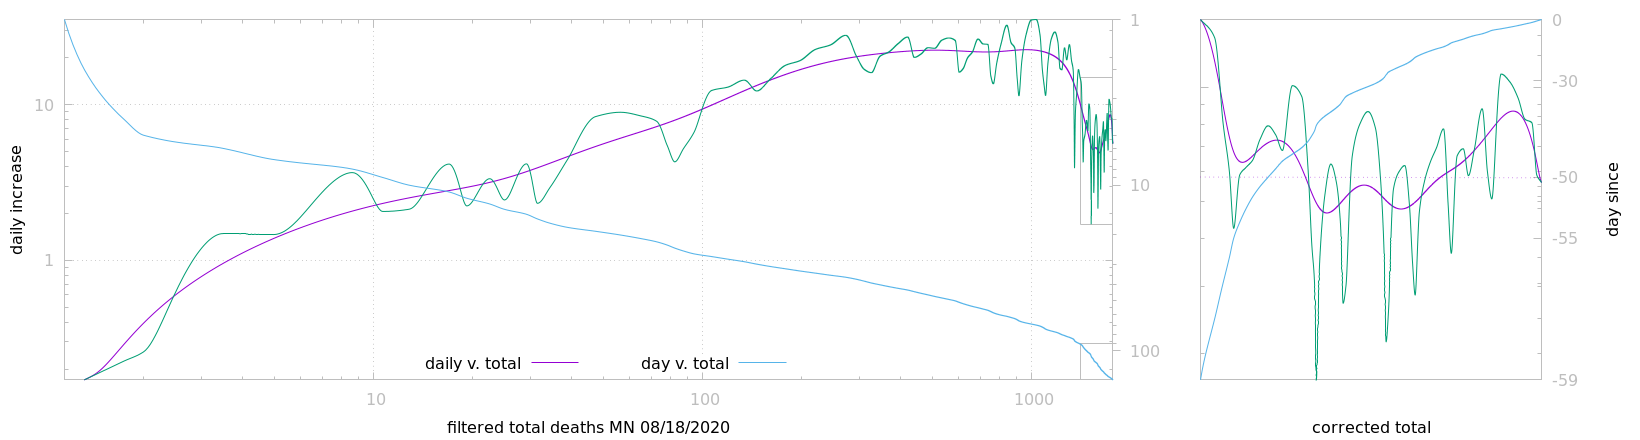 1
0
10
-30
daily increase
-50
10
day since
-55
1
daily v. total
day v. total
100
-59
10
100
1000
filtered total deaths MN 08/18/2020
corrected total